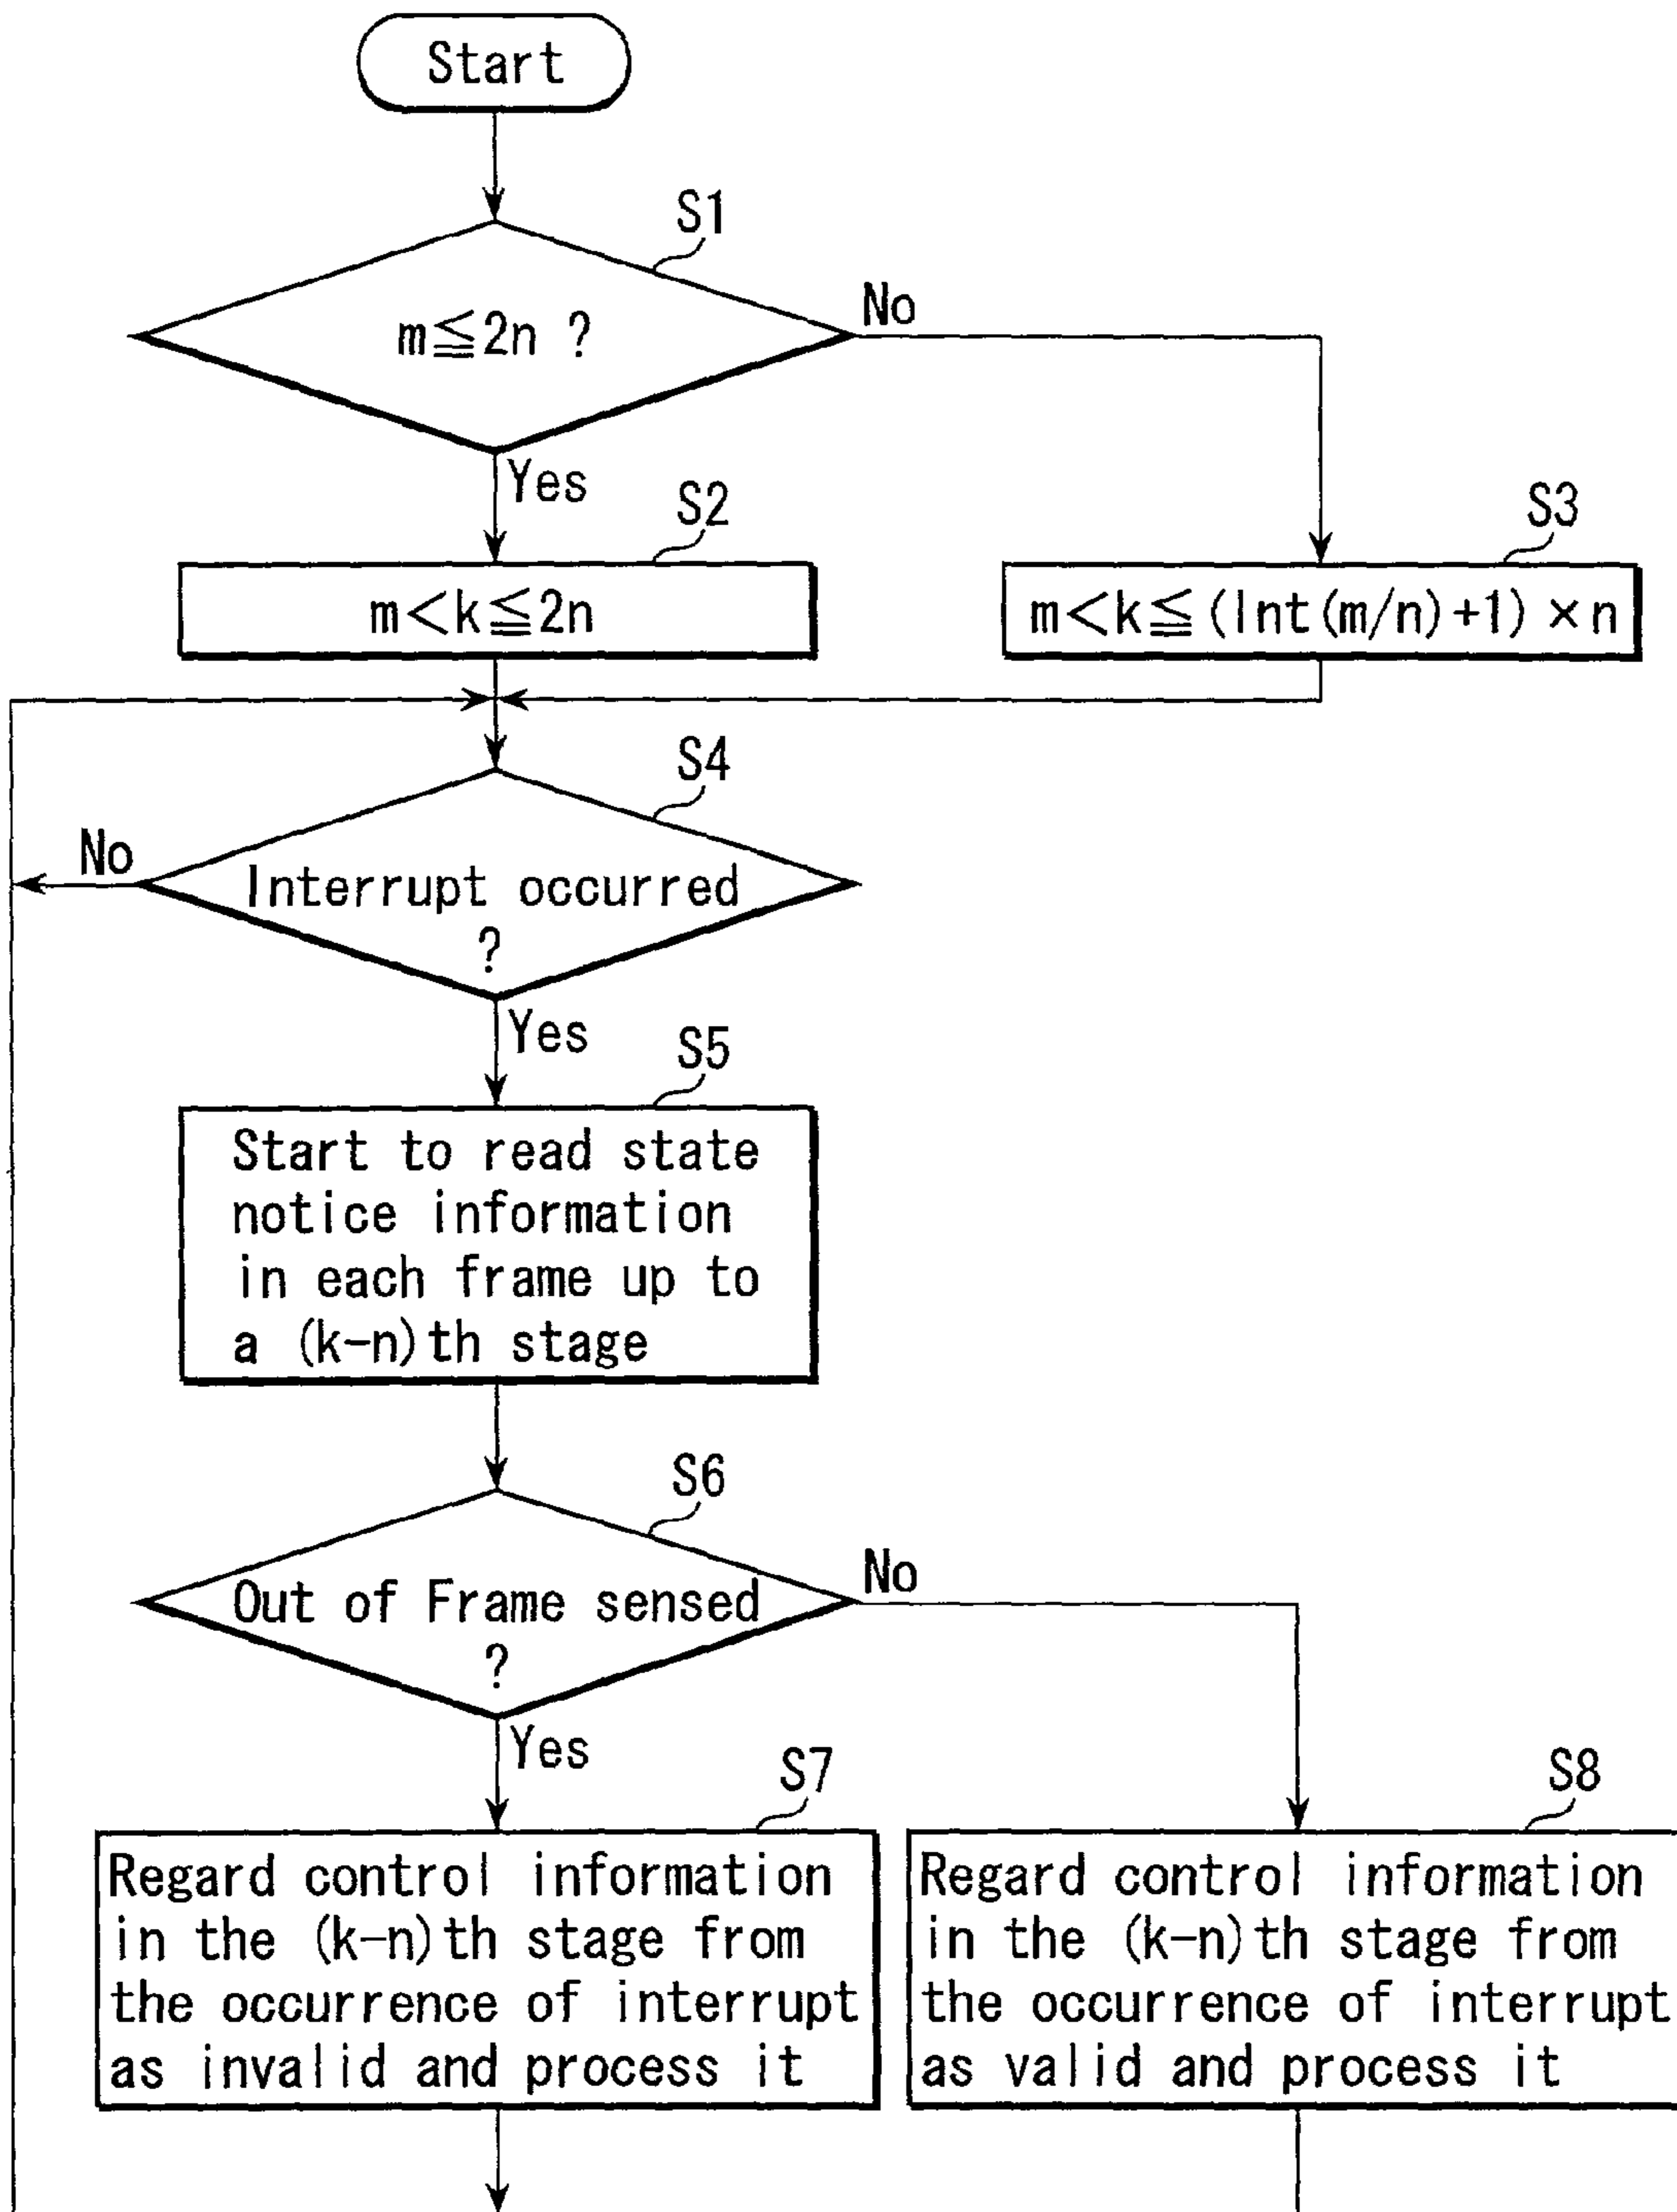 Start
S1
m≦2n ?
No
Yes
S2
m<k≦2n
S3
m<k≦(Int(m/n)+1)×n
S4
No
Interrupt occurred
?
Yes
S5
Start to read state
notice information
in each frame up to
a (k-n)th stage
S6
Out of Frame sensed
?
No
Yes
S7
Regard control information
in the (k-n)th stage from
the occurrence of interrupt
as invalid and process it
S8
Regard control information
in the (k-n)th stage from
the occurrence of interrupt
as valid and process it